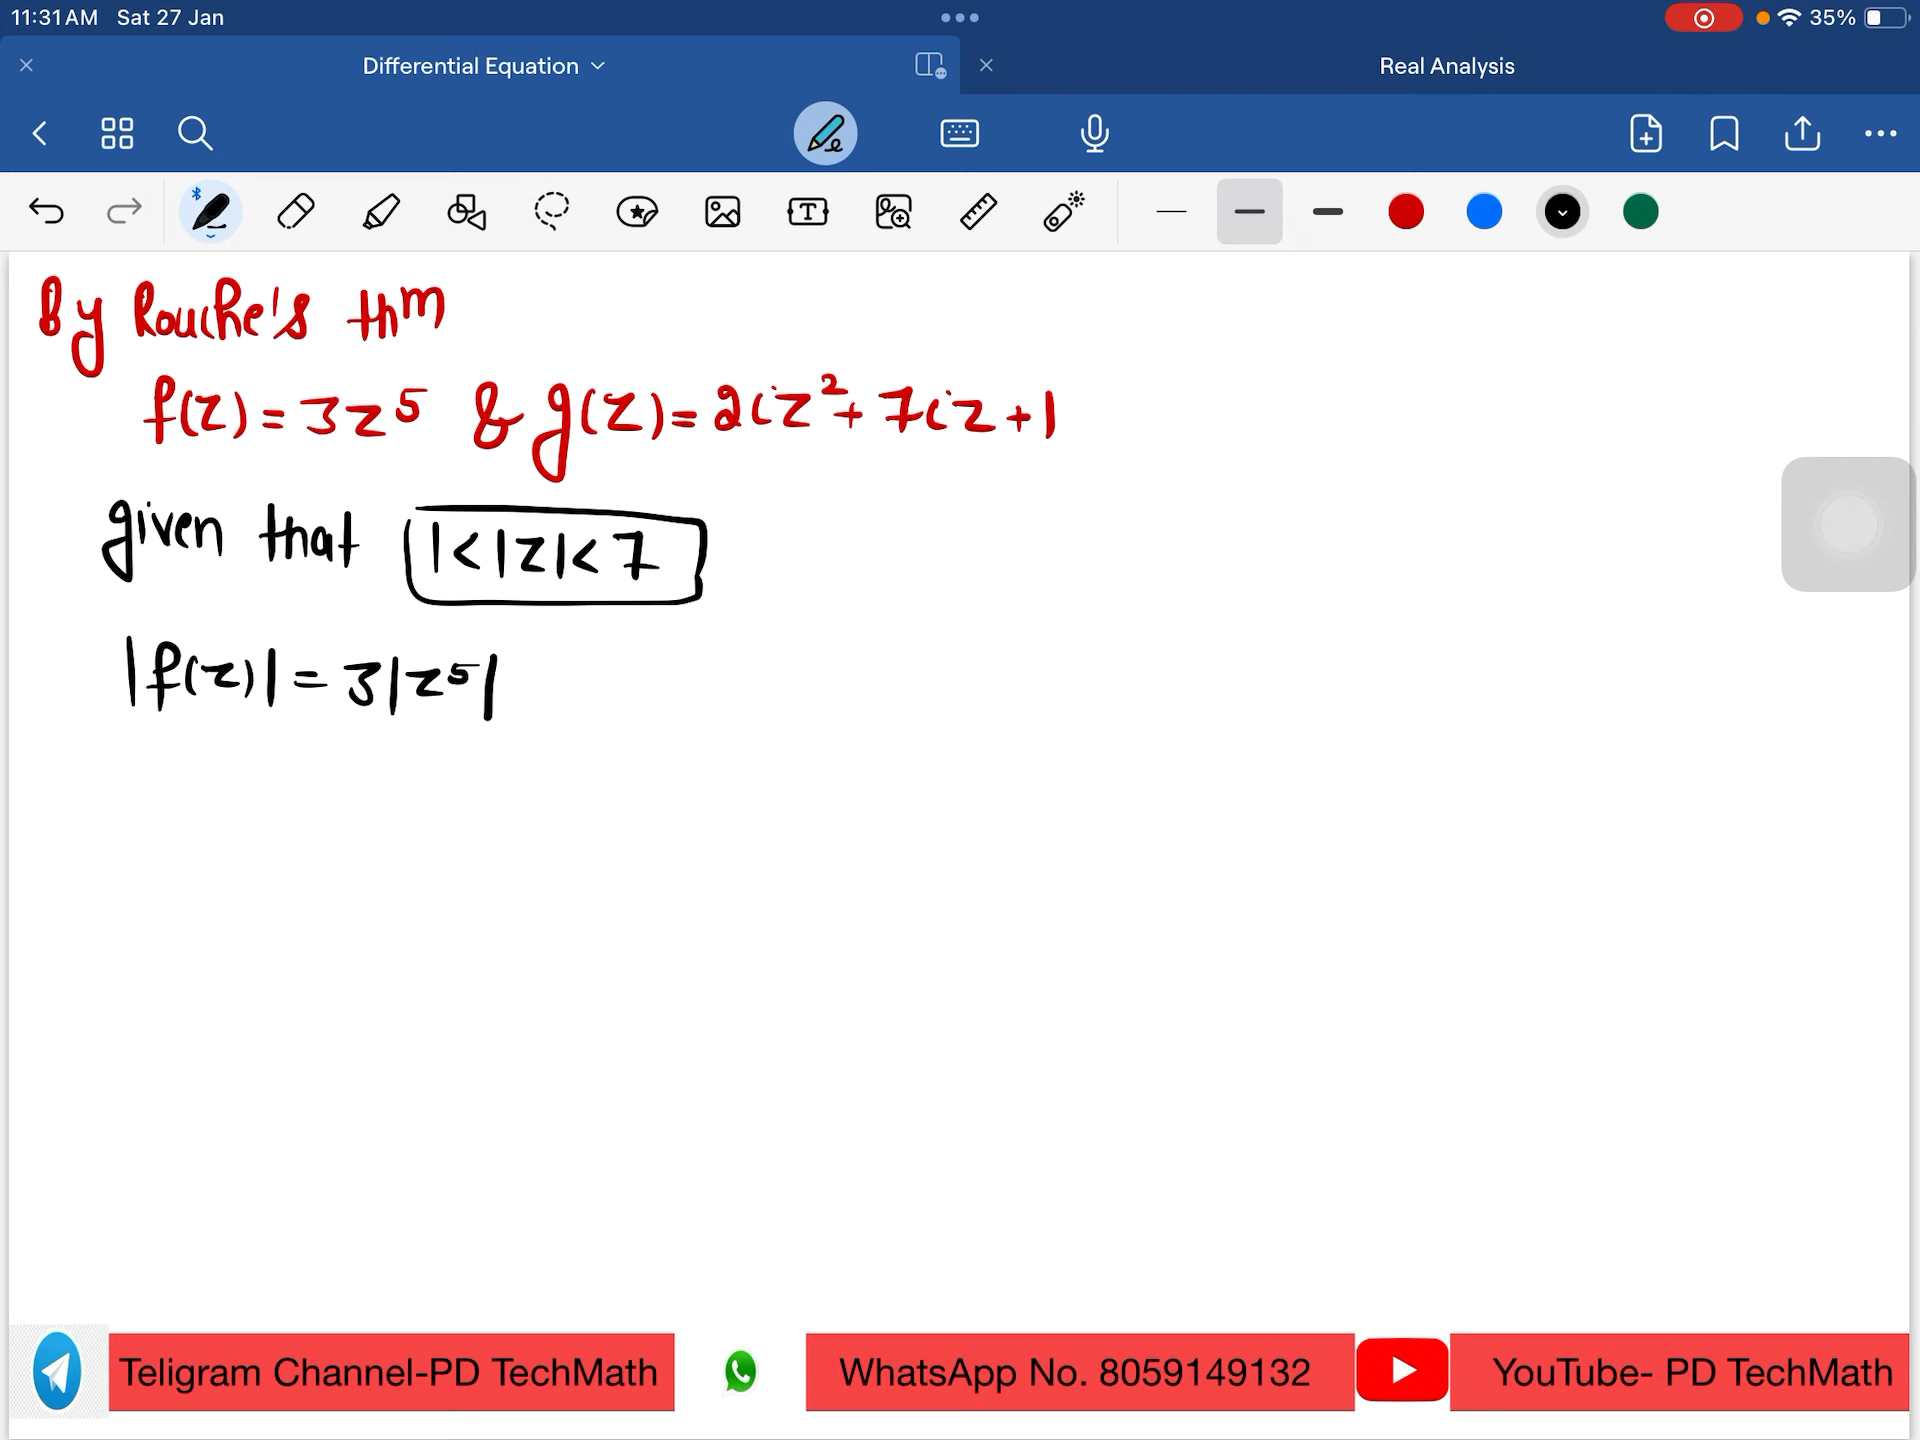 11:31 AM Sat 27 Jan
35%
Differential Equation
Real Analysis
By Rouche's thm
f(z) = 3z⁵ & g(z) = 2iz² + 7iz + 1
given that 1<|z|<7
|f(z)| = 3|z⁵|
Teligram Channel-PD TechMath
WhatsApp No. 8059149132
YouTube- PD TechMath